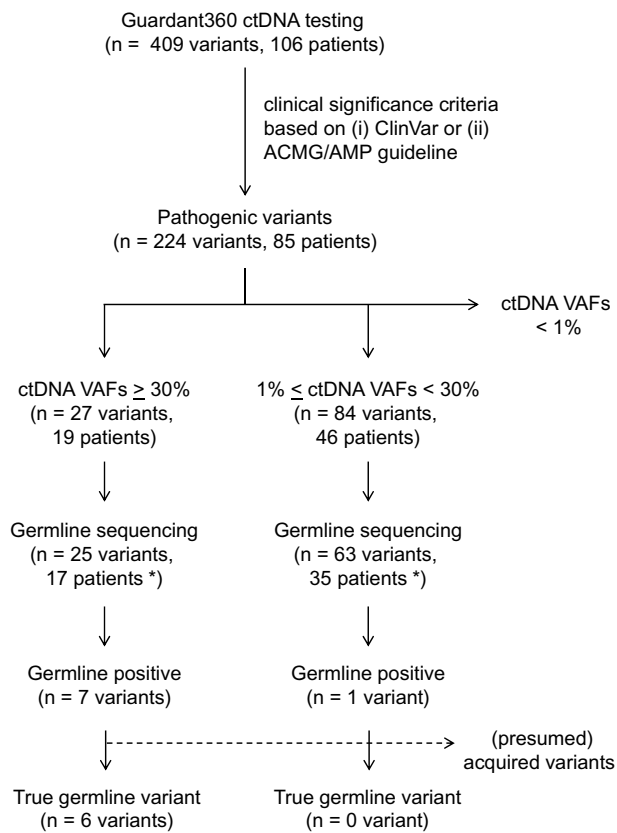 Guardant360 ctDNA testing
(n = 409 variants, 106 patients)
clinical significance criteria
based on (i) ClinVar or (ii)
ACMG/AMP guideline
Pathogenic variants
(n = 224 variants, 85 patients)
ctDNA VAFs
< 1%
ctDNA VAFs ≥ 30%
(n = 27 variants,
19 patients)
1% ≤ ctDNA VAFs < 30%
(n = 84 variants,
46 patients)
Germline sequencing
(n = 25 variants,
17 patients *)
Germline sequencing
(n = 63 variants,
35 patients *)
Germline positive
(n = 7 variants)
Germline positive
(n = 1 variant)
(presumed)
acquired variants
True germline variant
(n = 6 variants)
True germline variant
(n = 0 variant)